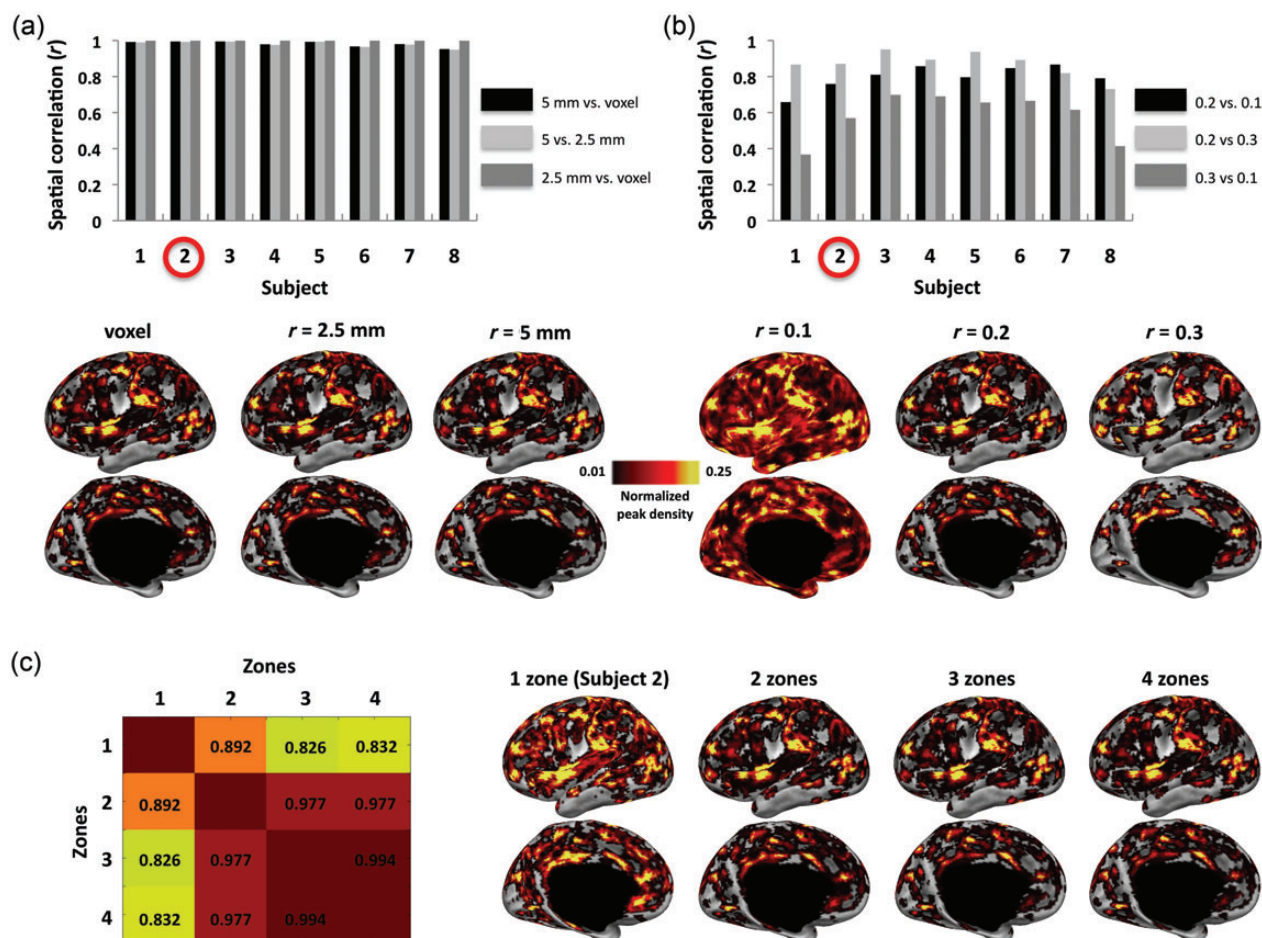 (a)
Spatial correlation (r)
1
0.8
0.6
0.4
0.2
0
1 2 3 4 5 6 7 8
Subject
5 mm vs. voxel
5 vs. 2.5 mm
2.5 mm vs. voxel
(b)
Spatial correlation (r)
1
0.8
0.6
0.4
0.2
0
1 2 3 4 5 6 7 8
Subject
0.2 vs. 0.1
0.2 vs 0.3
0.3 vs 0.1
voxel
r = 2.5 mm
r = 5 mm
r = 0.1
r = 0.2
r = 0.3
0.01 0.25
Normalized
peak density
(c)
Zones
1 2 3 4
Zones
1 0.892 0.826 0.832
2 0.892 0.977 0.977
3 0.826 0.977 0.994
4 0.832 0.977 0.994
1 zone (Subject 2)
2 zones
3 zones
4 zones